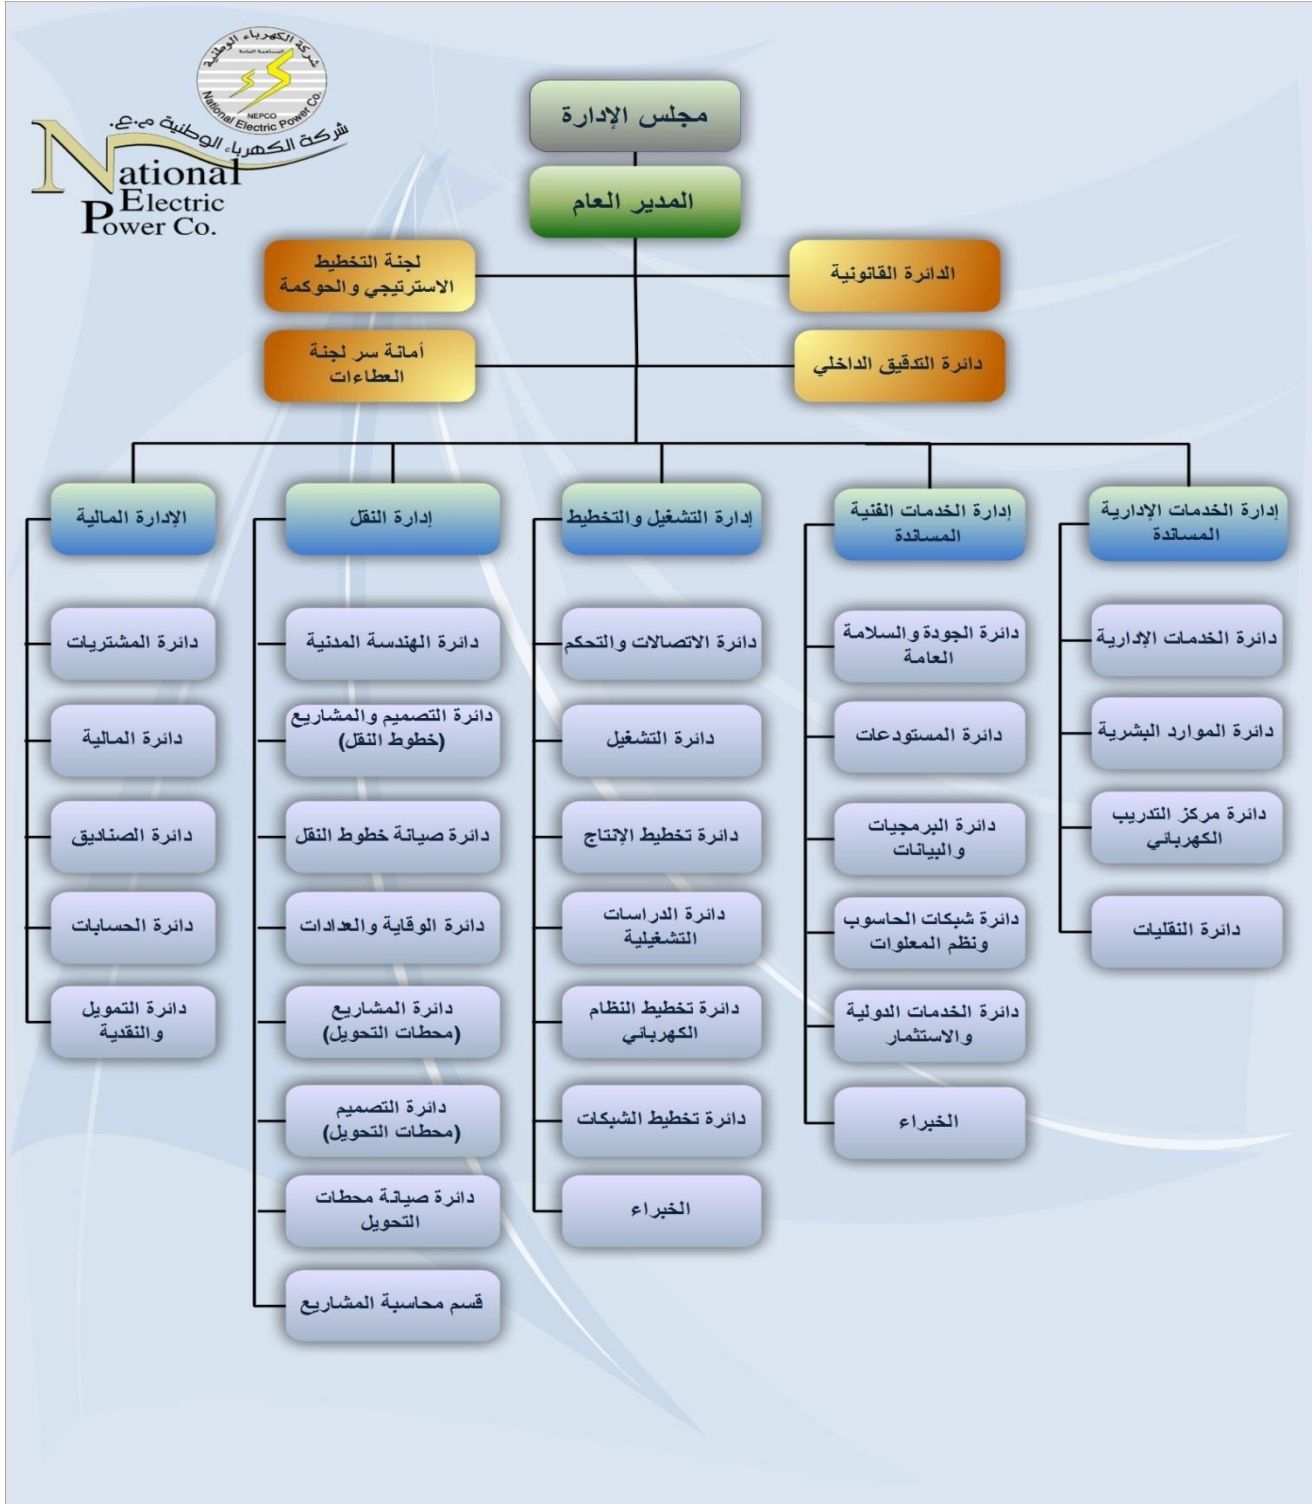 شركة الكهرباء الوطنية
المساهمة العامة
NEPCO
National Electric Power Co.
شركة الكهرباء الوطنية م.ع.م.
National
Electric
Power Co.
مجلس الإدارة
المدير العام
الدائرة القانونية
لجنة التخطيط
الاسترتيجي والحوكمة
دائرة التدقيق الداخلي
أمانة سر لجنة
العطاءات
إدارة الخدمات الإدارية
المساندة
دائرة الخدمات الإدارية
دائرة الموارد البشرية
دائرة مركز التدريب
الكهربائي
دائرة النقليات
إدارة الخدمات الفنية
المساندة
دائرة الجودة والسلامة
العامة
دائرة المستودعات
دائرة البرمجيات
والبيانات
دائرة شبكات الحاسوب
ونظم المعلوات
دائرة الخدمات الدولية
والاستثمار
الخبراء
إدارة التشغيل والتخطيط
دائرة الاتصالات والتحكم
دائرة التشغيل
دائرة تخطيط الإنتاج
دائرة الدراسات
التشغيلية
دائرة تخطيط النظام
الكهربائي
دائرة تخطيط الشبكات
الخبراء
إدارة النقل
دائرة الهندسة المدنية
دائرة التصميم والمشاريع
(خطوط النقل)
دائرة صيانة خطوط النقل
دائرة الوقاية والعدادات
دائرة المشاريع
(محطات التحويل)
دائرة التصميم
(محطات التحويل)
دائرة صيانة محطات
التحويل
قسم محاسبة المشاريع
الإدارة المالية
دائرة المشتريات
دائرة المالية
دائرة الصناديق
دائرة الحسابات
دائرة التمويل
والنقدية